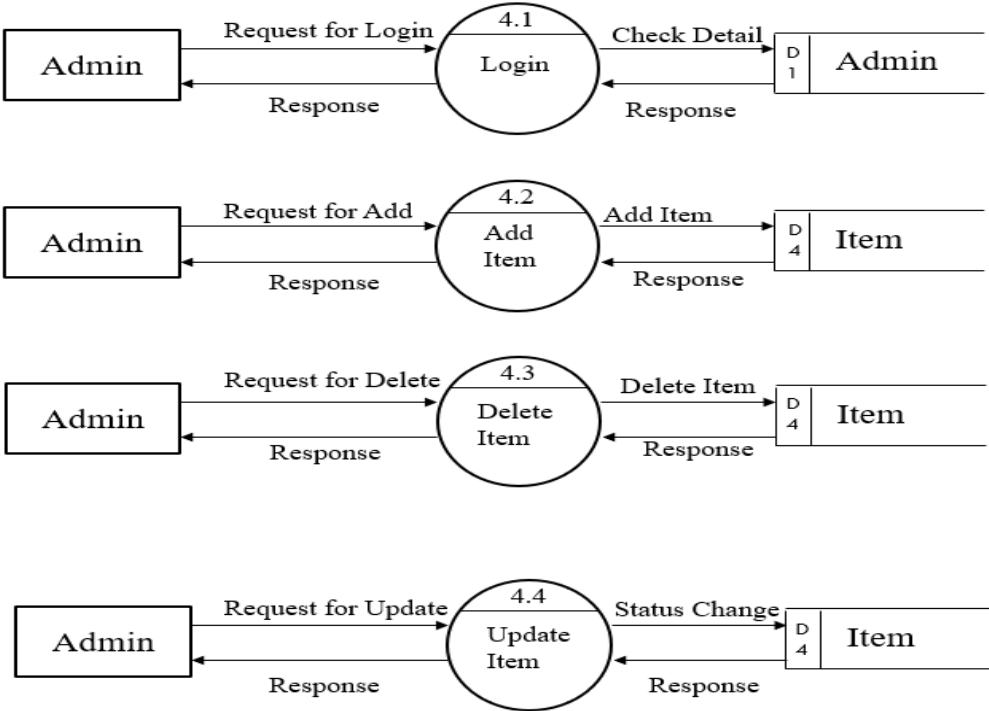 4.1
Request for Login
Check Detail
Admin
Login
D
1
Admin
Response
Response
4.2
Request for Add
Add Item
Admin
Add
Item
D
4
Item
Response
Response
4.3
Request for Delete
Delete Item
Admin
Delete
Item
D
4
Item
Response
Response
4.4
Request for Update
Status Change
Admin
Update
Item
D
4
Item
Response
Response